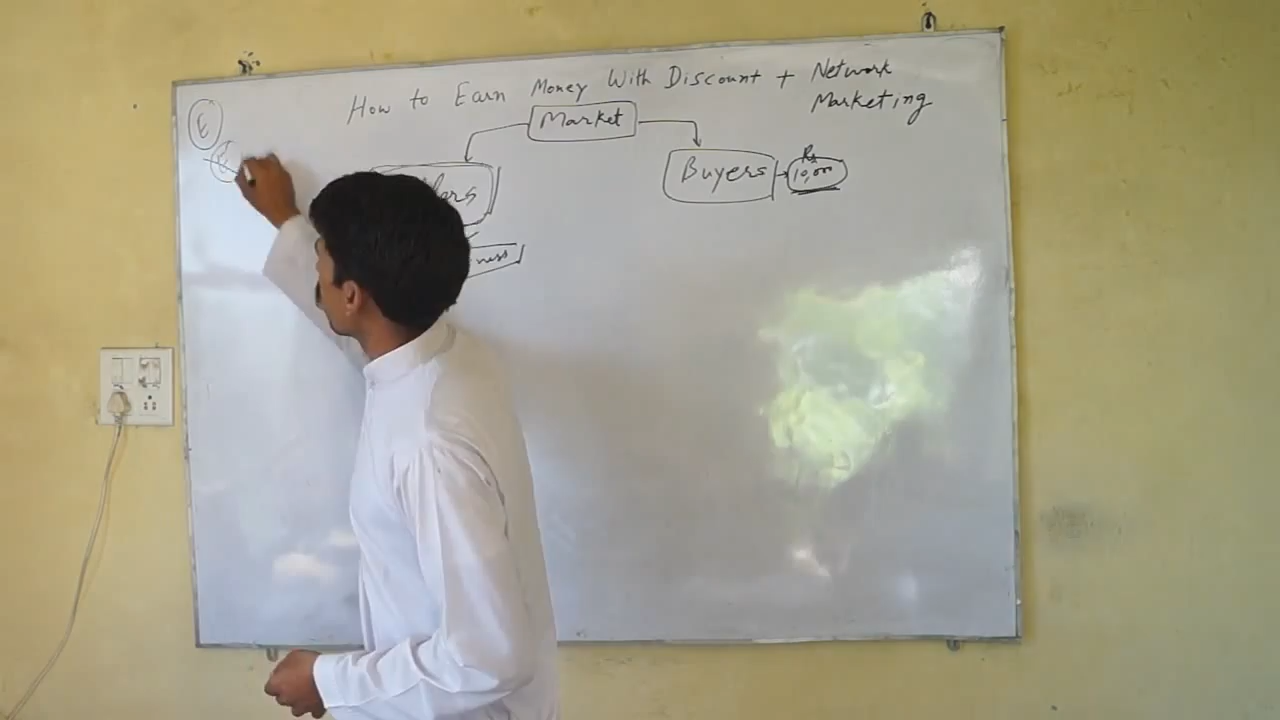 How to Earn Money With Discount + Network
Marketing
Market
E
Buyers
Rs
10,000